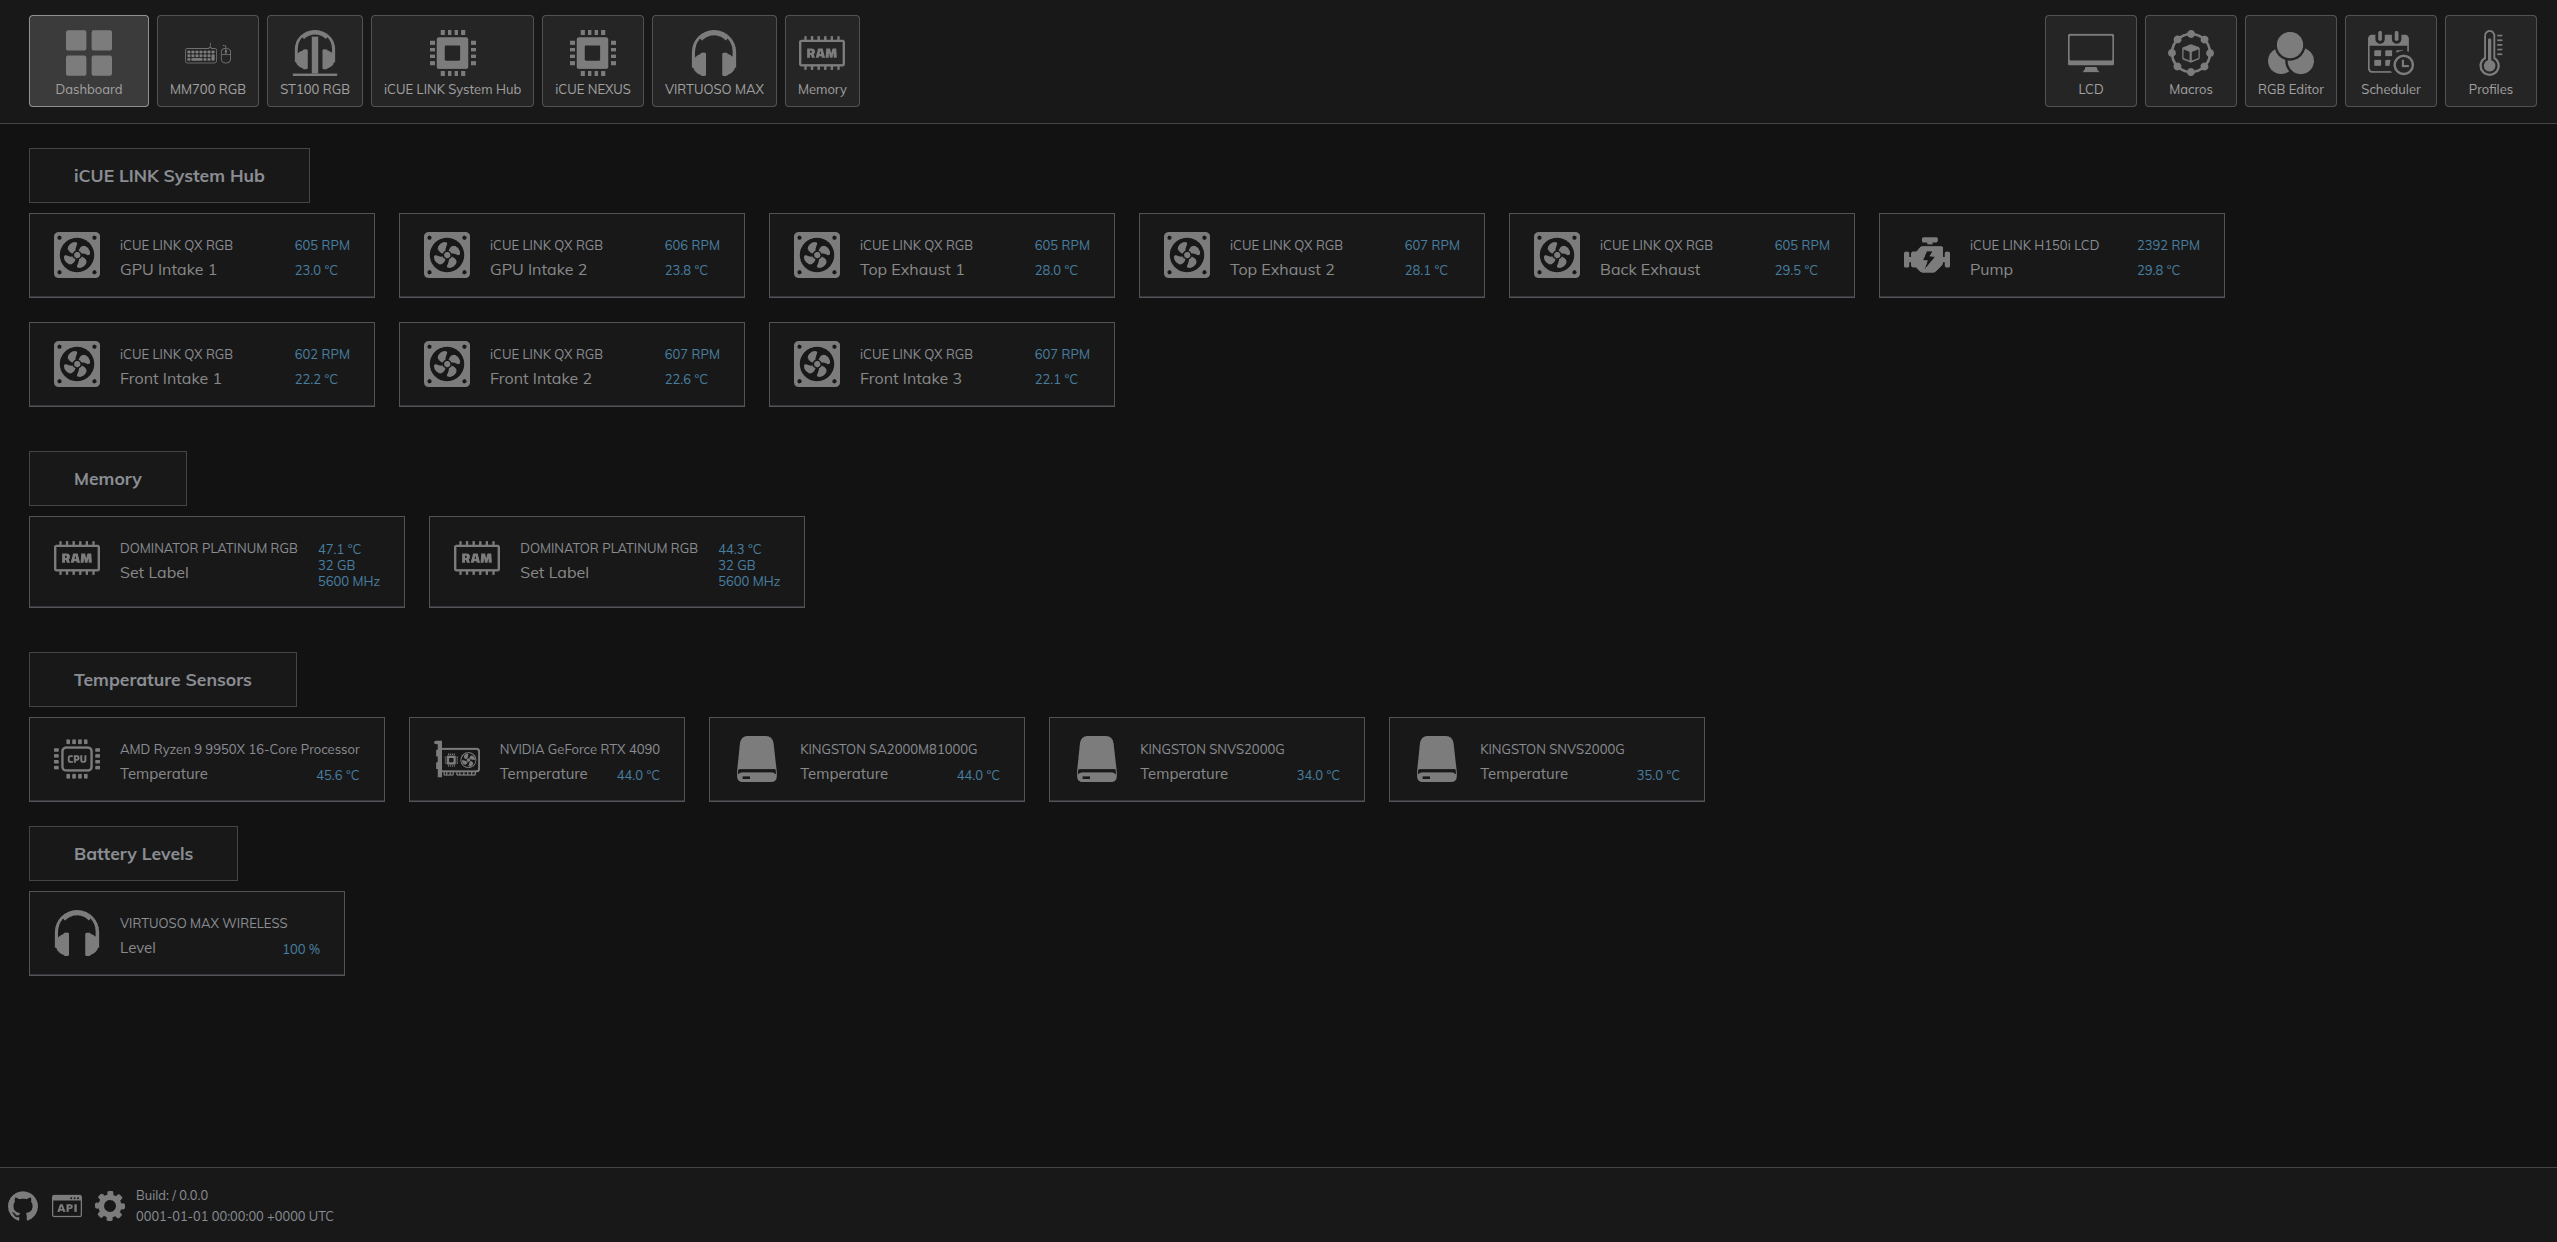 Dashboard
MM700 RGB
ST100 RGB
iCUE LINK System Hub
iCUE NEXUS
VIRTUOSO MAX
RAM
Memory
LCD
Macros
RGB Editor
Scheduler
Profiles
iCUE LINK System Hub
iCUE LINK QX RGB 605 RPM
GPU Intake 1 23.0 °C
iCUE LINK QX RGB 606 RPM
GPU Intake 2 23.8 °C
iCUE LINK QX RGB 605 RPM
Top Exhaust 1 28.0 °C
iCUE LINK QX RGB 607 RPM
Top Exhaust 2 28.1 °C
iCUE LINK QX RGB 605 RPM
Back Exhaust 29.5 °C
iCUE LINK H150i LCD 2392 RPM
Pump 29.8 °C
iCUE LINK QX RGB 602 RPM
Front Intake 1 22.2 °C
iCUE LINK QX RGB 607 RPM
Front Intake 2 22.6 °C
iCUE LINK QX RGB 607 RPM
Front Intake 3 22.1 °C
Memory
RAM
DOMINATOR PLATINUM RGB 47.1 °C
32 GB
Set Label
5600 MHz
RAM
DOMINATOR PLATINUM RGB 44.3 °C
32 GB
Set Label
5600 MHz
Temperature Sensors
CPU
AMD Ryzen 9 9950X 16-Core Processor
Temperature 45.6 °C
NVIDIA GeForce RTX 4090
Temperature 44.0 °C
KINGSTON SA2000M81000G
Temperature 44.0 °C
KINGSTON SNVS2000G
Temperature 34.0 °C
KINGSTON SNVS2000G
Temperature 35.0 °C
Battery Levels
VIRTUOSO MAX WIRELESS
Level 100 %
API
Build: / 0.0.0
0001-01-01 00:00:00 +0000 UTC